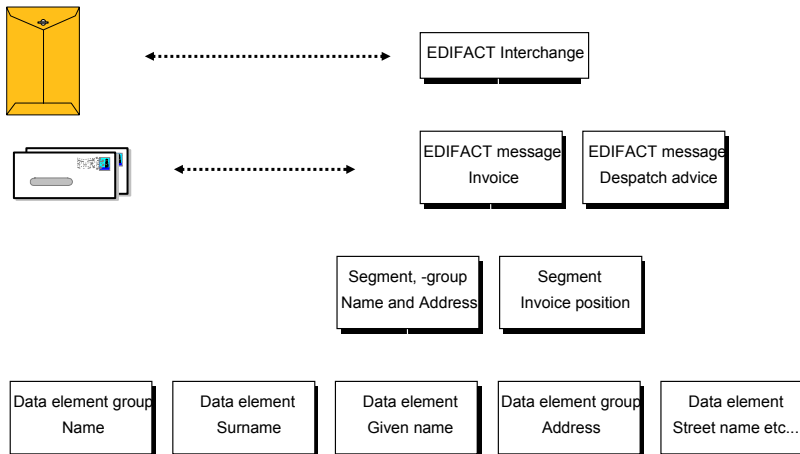 EDIFACT Interchange
EDIFACT message
Invoice
EDIFACT message
Despatch advice
Segment, -group
Name and Address
Segment
Invoice position
Data element group
Name
Data element
Surname
Data element
Given name
Data element group
Address
Data element
Street name etc...